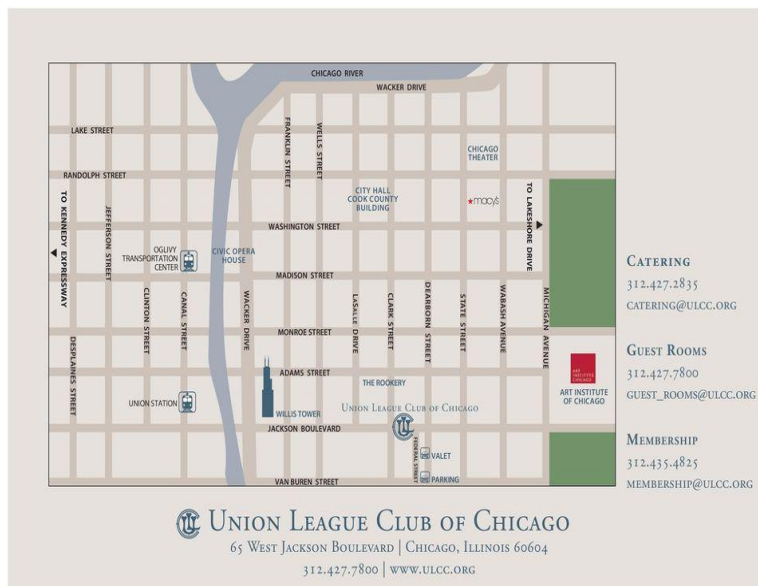 CHICAGO RIVER
WACKER DRIVE
LAKE STREET
FRANKLIN STREET
WELLS STREET
CHICAGO
THEATER
RANDOLPH STREET
CITY HALL
COOK COUNTY
BUILDING
★macy's
TO KENNEDY EXPRESSWAY
JEFFERSON STREET
TO LAKESHORE DRIVE
WASHINGTON STREET
OGLIVY
TRANSPORTATION
CENTER
CIVIC OPERA
HOUSE
MADISON STREET
CLINTON STREET
CANAL STREET
WACKER DRIVE
LASALLE DRIVE
CLARK STREET
DEARBORN STREET
STATE STREET
WABASH AVENUE
MICHIGAN AVENUE
MONROE STREET
DESPLAINES STREET
ADAMS STREET
THE ROOKERY
ART
INSTITUTE
CHICAGO
ART INSTITUTE
OF CHICAGO
UNION STATION
WILLIS TOWER
UNION LEAGUE CLUB OF CHICAGO
JACKSON BOULEVARD
FEDERAL STREET
VALET
PARKING
VAN BUREN STREET
CATERING
312.427.2835
CATERING@ULCC.ORG
GUEST ROOMS
312.427.7800
GUEST_ROOMS@ULCC.ORG
MEMBERSHIP
312.435.4825
MEMBERSHIP@ULCC.ORG
UNION LEAGUE CLUB OF CHICAGO
65 WEST JACKSON BOULEVARD | CHICAGO, ILLINOIS 60604
312.427.7800 | WWW.ULCC.ORG